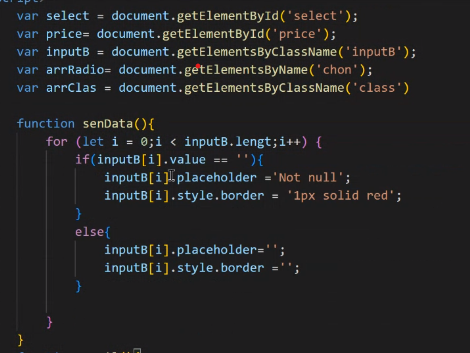 var select = document.getElementById('select');
var price= document.getElementById('price');
var inputB = document.getElementsByClassName('inputB');
var arrRadio= document.getElementsByName('chon');
var arrClas = document.getElementsByClassName('class')
function senData(){
for (let i = 0;i < inputB.lengt;i++) {
if(inputB[i].value == ''){
inputB[i].placeholder ='Not null';
inputB[i].style.border = '1px solid red';
}
else{
inputB[i].placeholder='';
inputB[i].style.border ='';
}
}
}